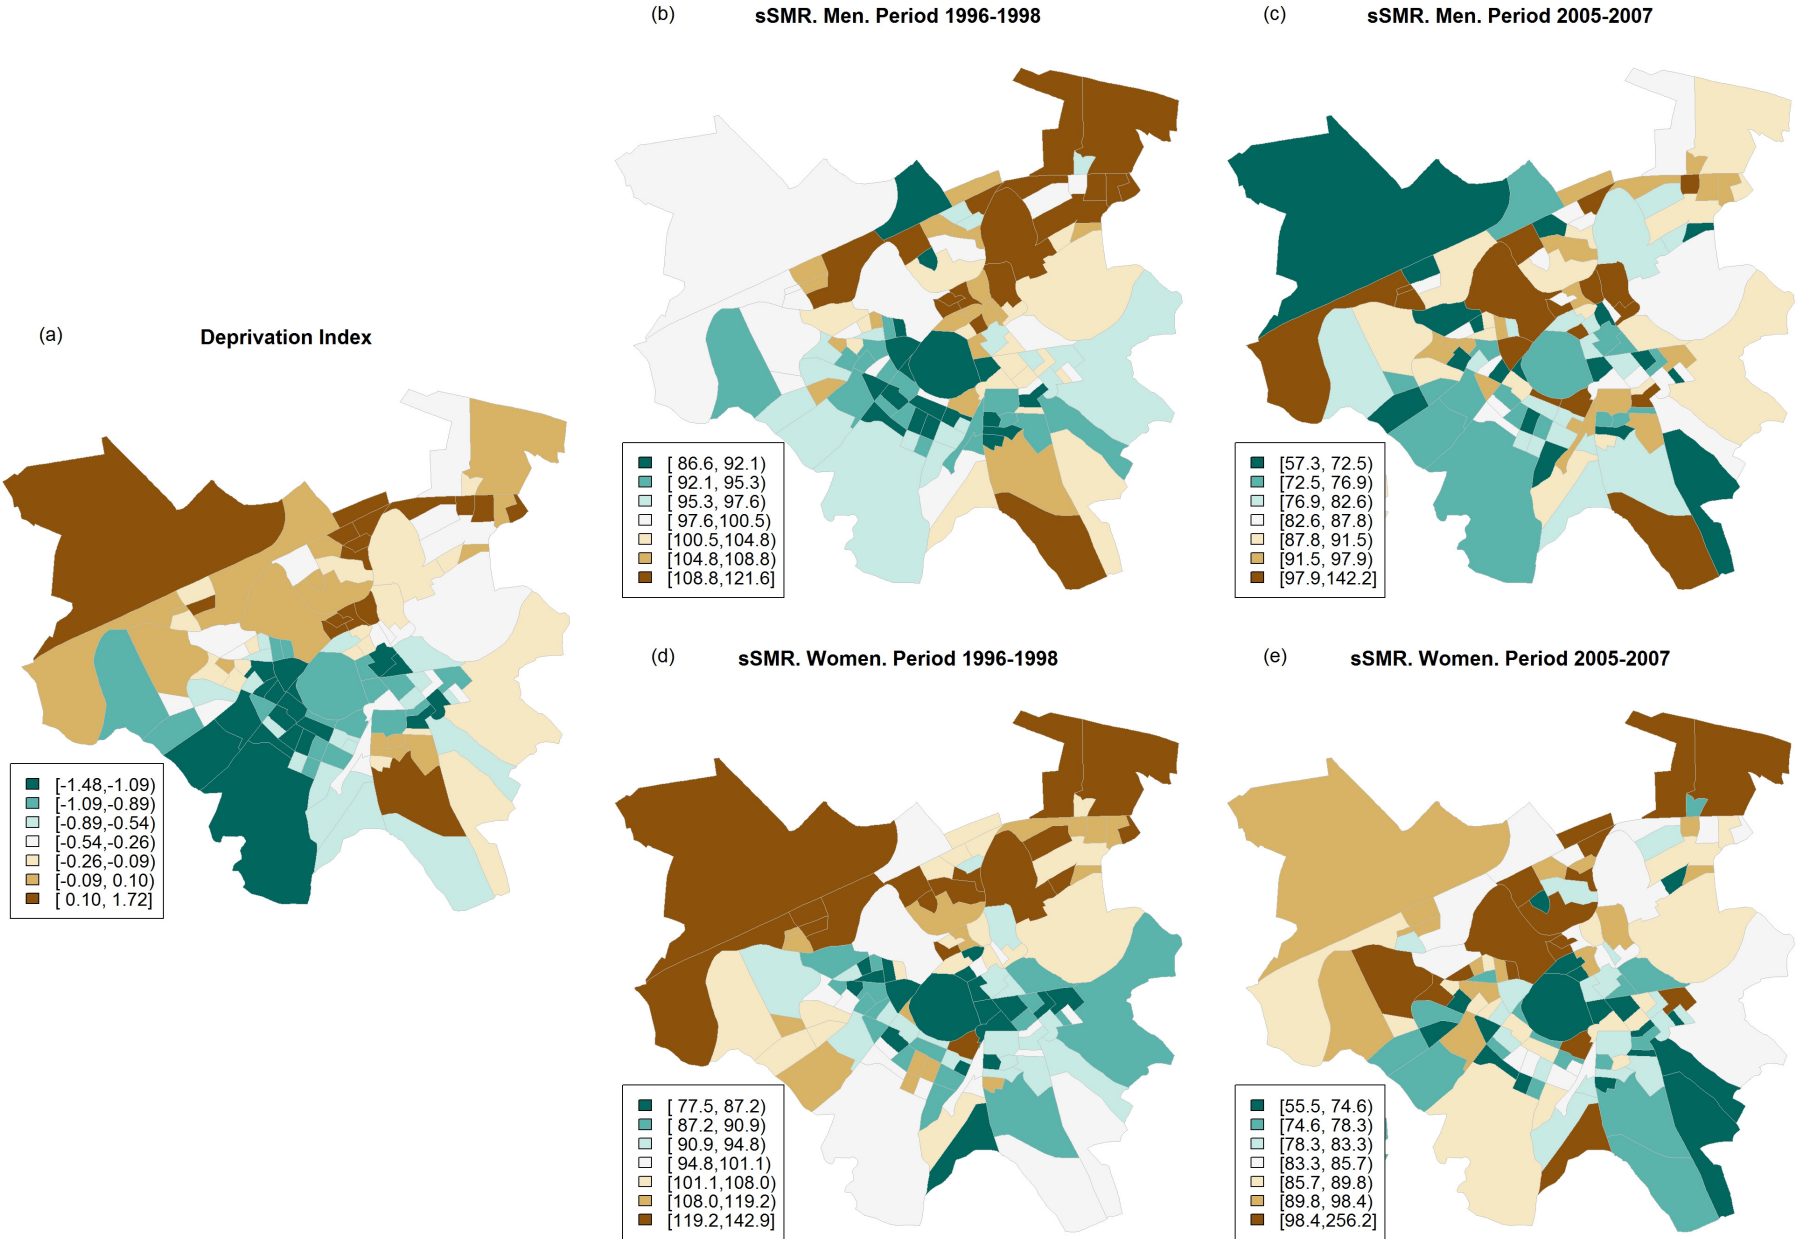 (b)
sSMR. Men. Period 1996-1998
(c)
sSMR. Men. Period 2005-2007
(a)
Deprivation Index
[ 86.6, 92.1)
[ 92.1, 95.3)
[ 95.3, 97.6)
[ 97.6,100.5)
[100.5,104.8)
[104.8,108.8)
[108.8,121.6]
[57.3, 72.5)
[72.5, 76.9)
[76.9, 82.6)
[82.6, 87.8)
[87.8, 91.5)
[91.5, 97.9)
[97.9,142.2]
(d)
sSMR. Women. Period 1996-1998
(e)
sSMR. Women. Period 2005-2007
[-1.48,-1.09)
[-1.09,-0.89)
[-0.89,-0.54)
[-0.54,-0.26)
[-0.26,-0.09)
[-0.09, 0.10)
[ 0.10, 1.72]
[ 77.5, 87.2)
[ 87.2, 90.9)
[ 90.9, 94.8)
[ 94.8,101.1)
[101.1,108.0)
[108.0,119.2)
[119.2,142.9]
[55.5, 74.6)
[74.6, 78.3)
[78.3, 83.3)
[83.3, 85.7)
[85.7, 89.8)
[89.8, 98.4)
[98.4,256.2]